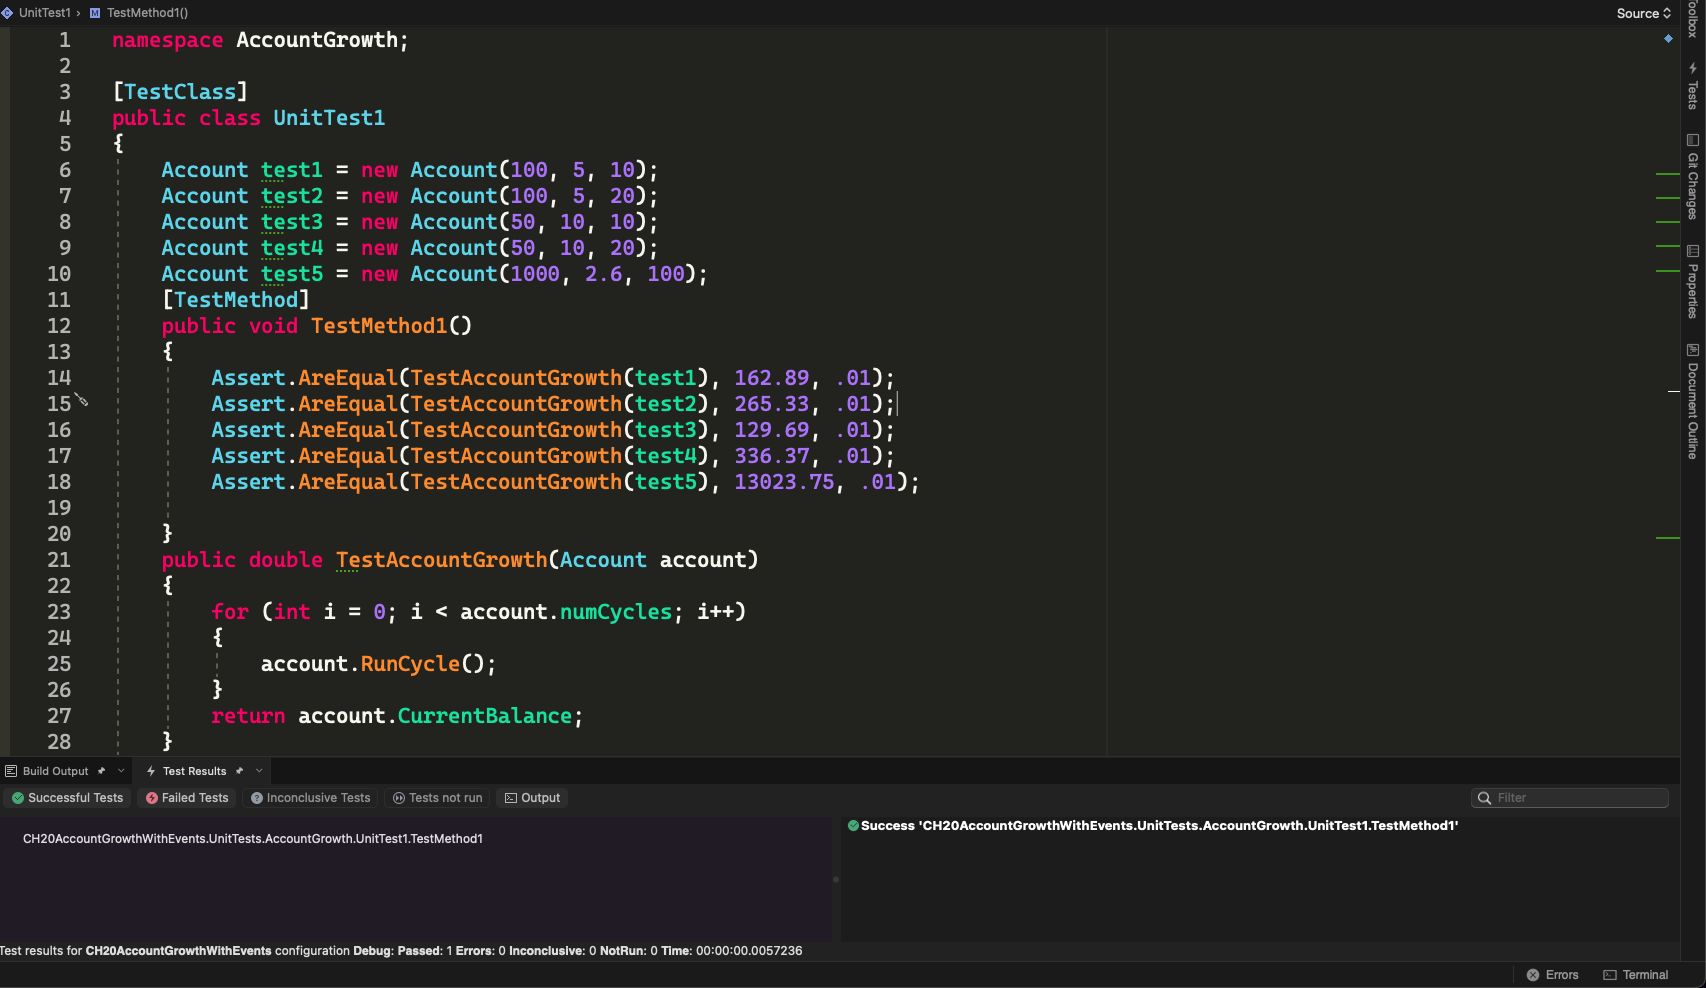 UnitTest1 › M TestMethod1()
Source
1 namespace AccountGrowth;
2
3 [TestClass]
4 public class UnitTest1
5 {
6 Account test1 = new Account(100, 5, 10);
7 Account test2 = new Account(100, 5, 20);
8 Account test3 = new Account(50, 10, 10);
9 Account test4 = new Account(50, 10, 20);
10 Account test5 = new Account(1000, 2.6, 100);
11 [TestMethod]
12 public void TestMethod1()
13 {
14 Assert.AreEqual(TestAccountGrowth(test1), 162.89, .01);
15 Assert.AreEqual(TestAccountGrowth(test2), 265.33, .01);
16 Assert.AreEqual(TestAccountGrowth(test3), 129.69, .01);
17 Assert.AreEqual(TestAccountGrowth(test4), 336.37, .01);
18 Assert.AreEqual(TestAccountGrowth(test5), 13023.75, .01);
19
20 }
21 public double TestAccountGrowth(Account account)
22 {
23 for (int i = 0; i < account.numCycles; i++)
24 {
25 account.RunCycle();
26 }
27 return account.CurrentBalance;
28 }
Toolbox
Tests
Git Changes
Properties
Document Outline
Build Output
Test Results
Successful Tests
Failed Tests
Inconclusive Tests
Tests not run
Output
Filter
CH20AccountGrowthWithEvents.UnitTests.AccountGrowth.UnitTest1.TestMethod1
Success 'CH20AccountGrowthWithEvents.UnitTests.AccountGrowth.UnitTest1.TestMethod1'
Test results for CH20AccountGrowthWithEvents configuration Debug: Passed: 1 Errors: 0 Inconclusive: 0 NotRun: 0 Time: 00:00:00.0057236
Errors
Terminal